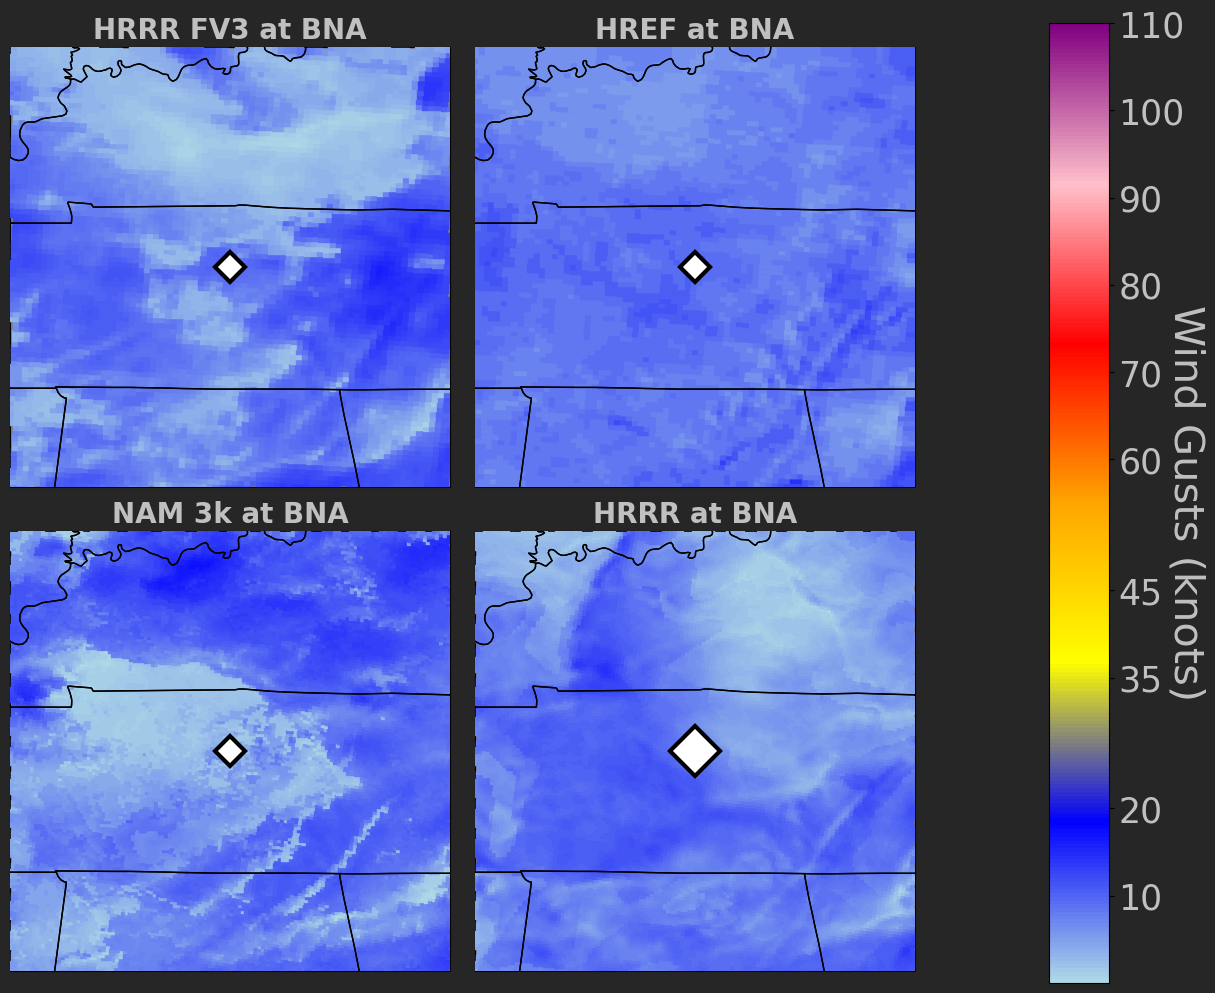 HRRR FV3 at BNA
HREF at BNA
NAM 3k at BNA
HRRR at BNA
110
100
90
80
70
60
45
35
20
10
Wind Gusts (knots)